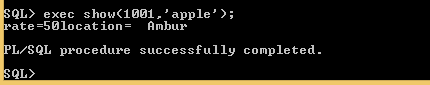 SQL> exec show(1001,'apple');
rate=50location=  Ambur
PL/SQL procedure successfully completed.
SQL>